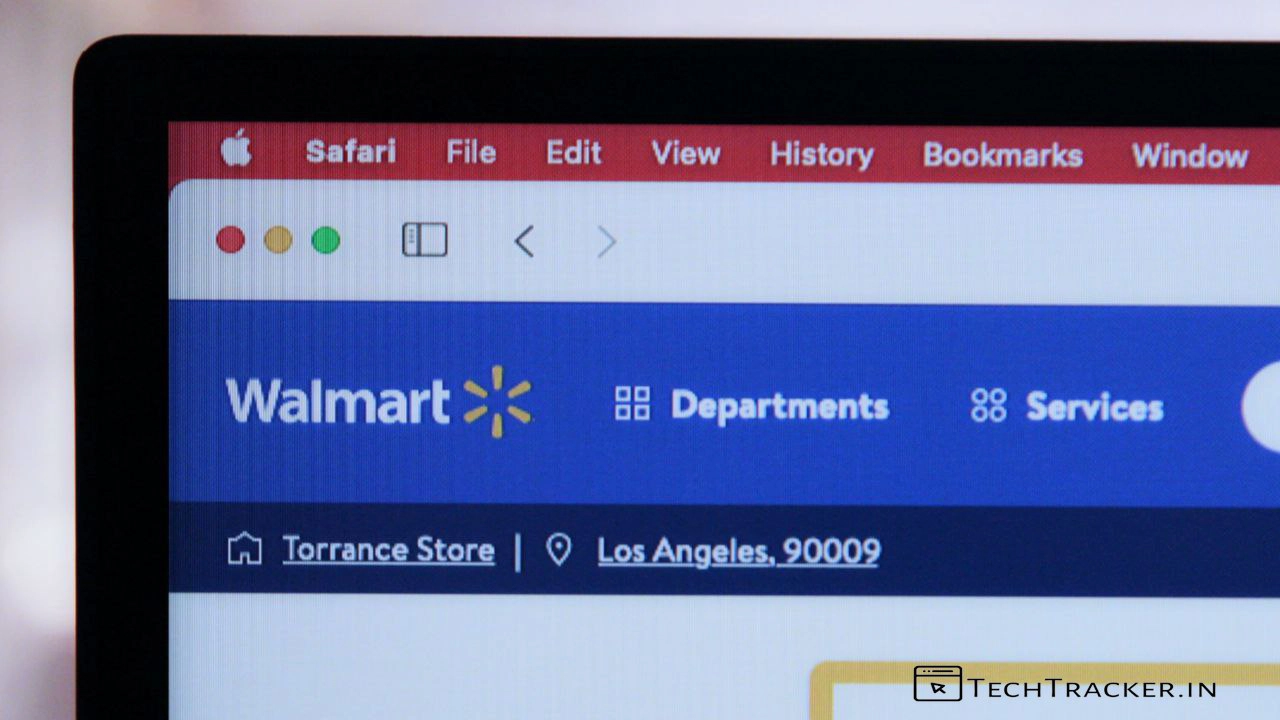 Safari File Edit View History Bookmarks Window
Walmart Departments Services
Torrance Store | Los Angeles, 90009
TECHTRACKER.IN